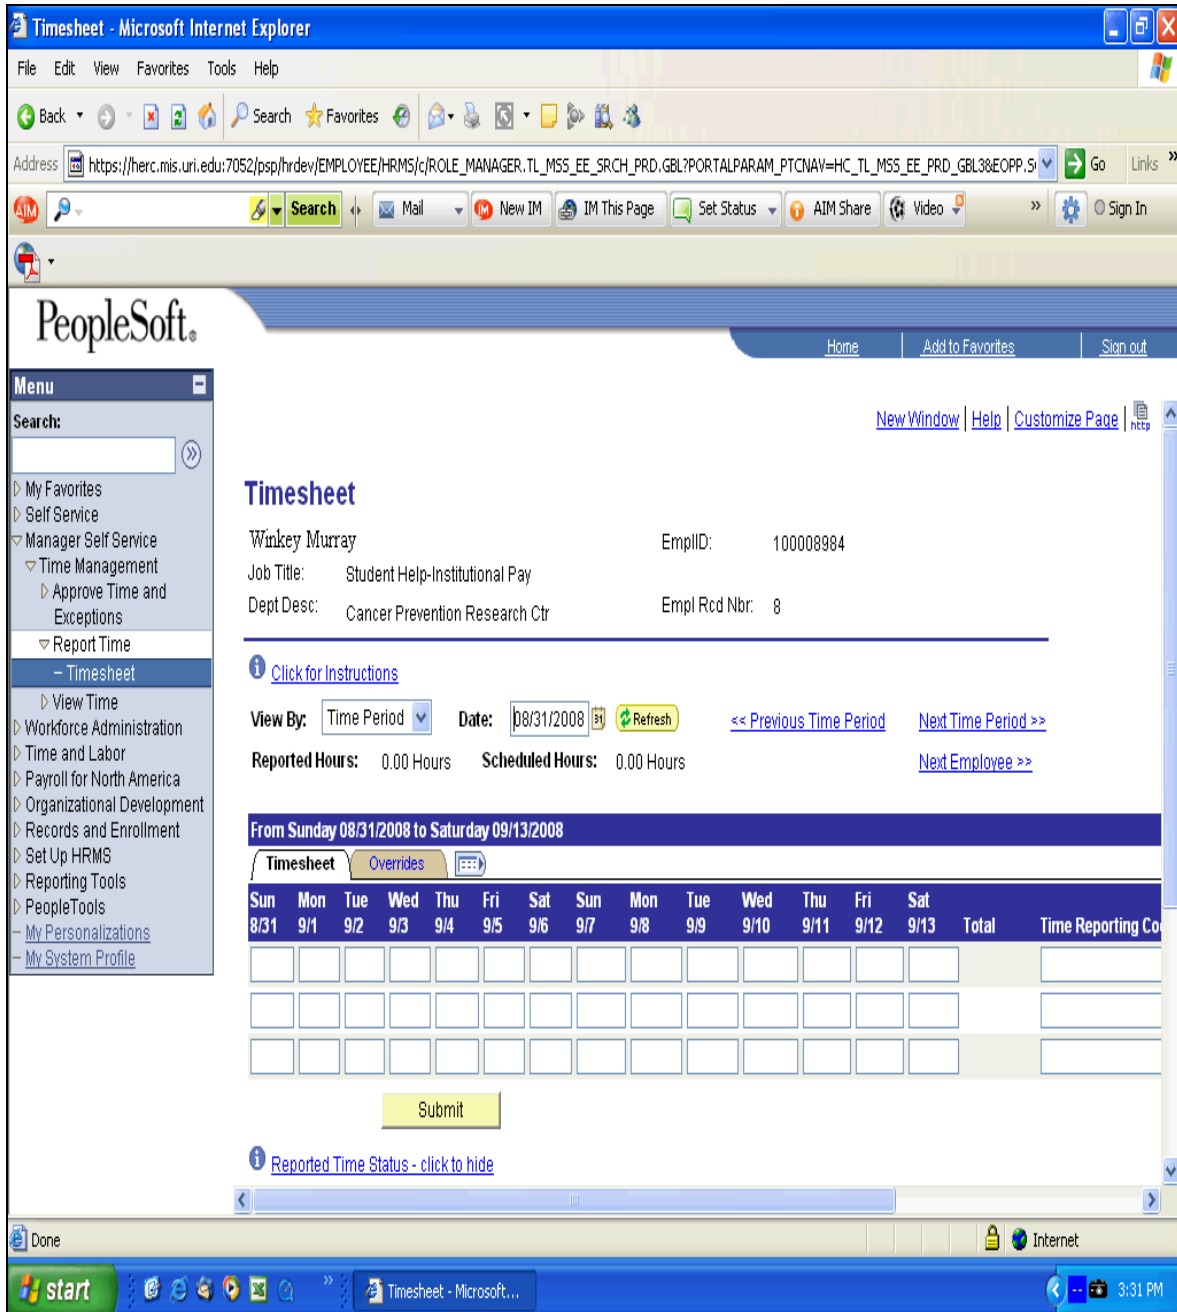 Timesheet - Microsoft Internet Explorer
File Edit View Favorites Tools Help
Back Search Favorites
Address https://herc.mis.uri.edu:7052/psp/hrdev/EMPLOYEE/HRMS/c/ROLE_MANAGER.TL_MSS_EE_SRCH_PRD.GBL?PORTALPARAM_PTCNAV=HC_TL_MSS_EE_PRD_GBL3&EOPP.S Go Links »
AIM Search Mail New IM IM This Page Set Status AIM Share Video » Sign In
PeopleSoft®
Home Add to Favorites Sign out
Menu
Search:
My Favorites
Self Service
Manager Self Service
Time Management
Approve Time and
Exceptions
Report Time
– Timesheet
View Time
Workforce Administration
Time and Labor
Payroll for North America
Organizational Development
Records and Enrollment
Set Up HRMS
Reporting Tools
PeopleTools
– My Personalizations
– My System Profile
New Window | Help | Customize Page | http
Timesheet
Winkey Murray EmplID: 100008984
Job Title: Student Help-Institutional Pay
Dept Desc: Cancer Prevention Research Ctr Empl Rcd Nbr: 8
Click for Instructions
View By: Time Period Date: 08/31/2008 31 Refresh << Previous Time Period Next Time Period >>
Reported Hours: 0.00 Hours Scheduled Hours: 0.00 Hours Next Employee >>
From Sunday 08/31/2008 to Saturday 09/13/2008
Timesheet Overrides
Sun Mon Tue Wed Thu Fri Sat Sun Mon Tue Wed Thu Fri Sat
8/31 9/1 9/2 9/3 9/4 9/5 9/6 9/7 9/8 9/9 9/10 9/11 9/12 9/13 Total Time Reporting Co
Submit
Reported Time Status - click to hide
Done Internet
start » Timesheet - Microsoft... 3:31 PM